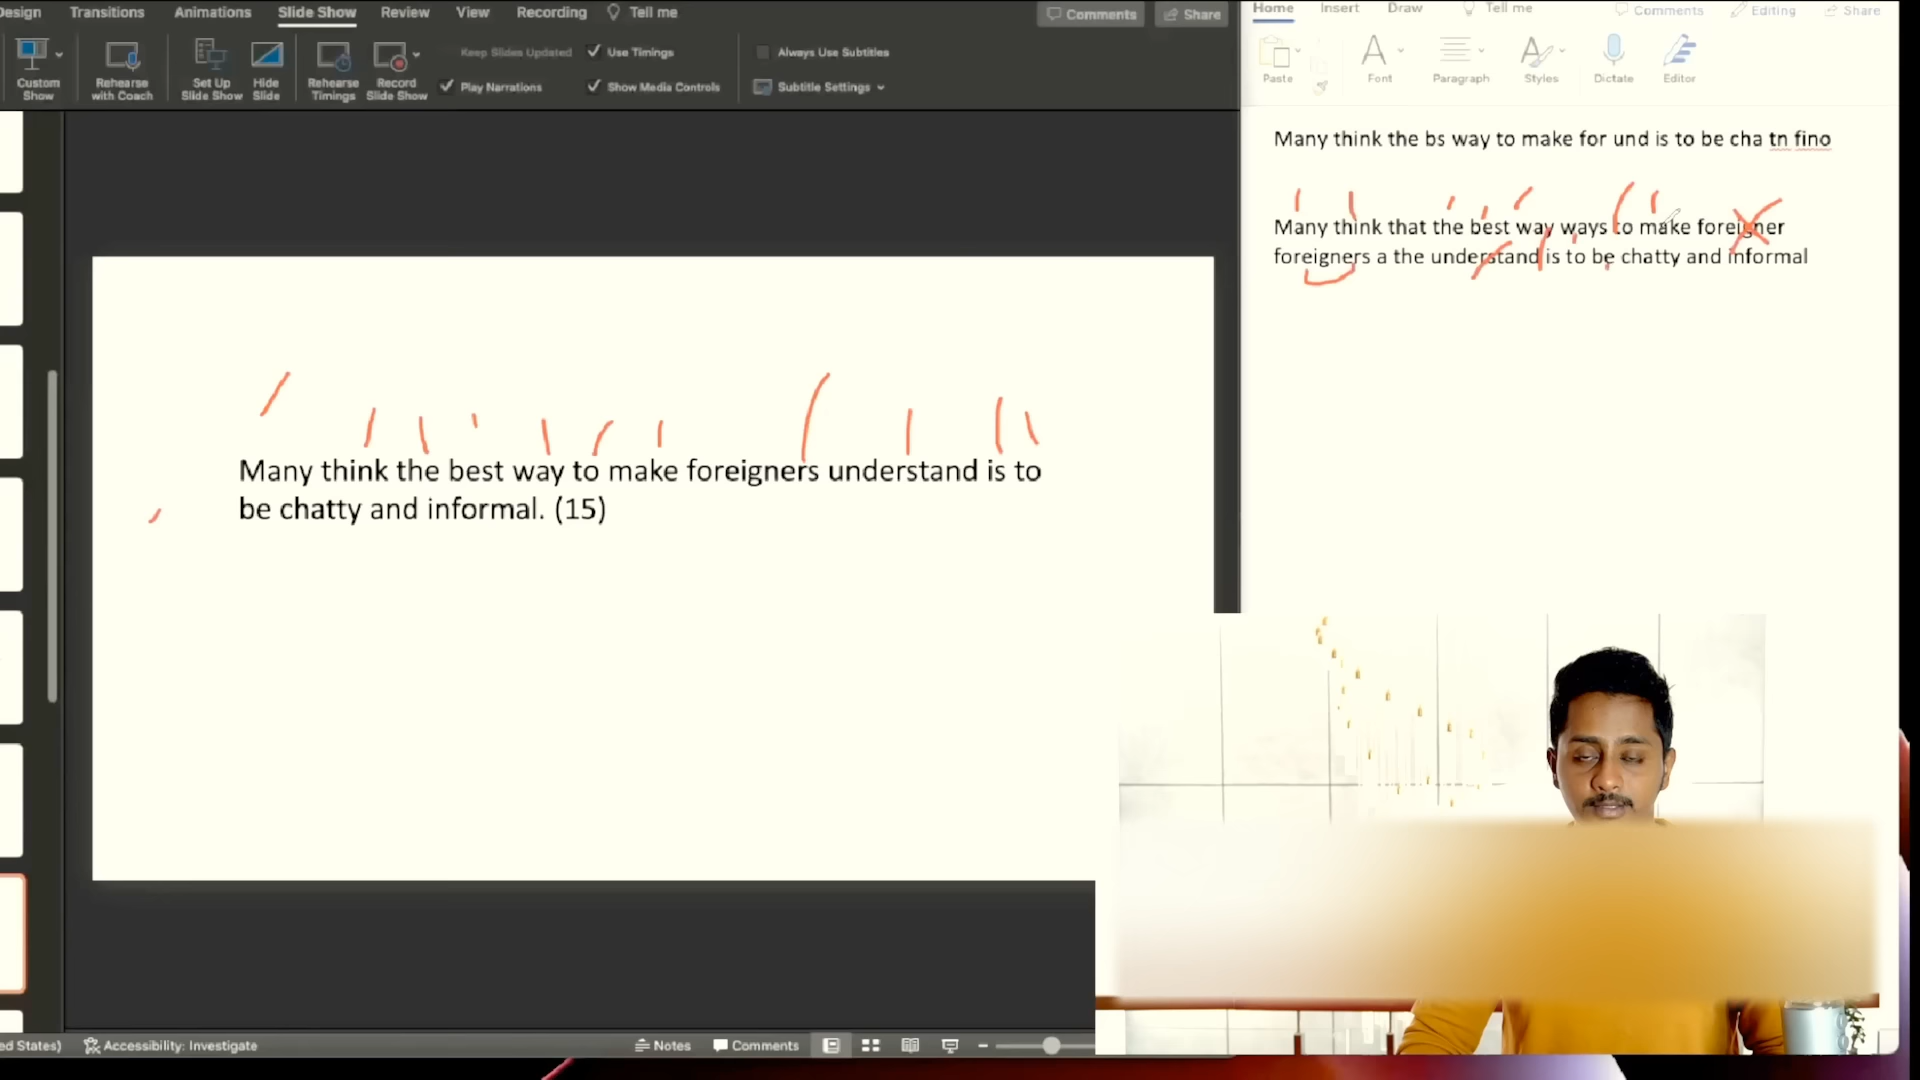 Design Transitions Animations Slide Show Review View Recording Tell me Comments Share
Custom Show
Rehearse with Coach
Set Up Slide Show
Hide Slide
Rehearse Timings
Record Slide Show
Keep Slides Updated
Use Timings
Play Narrations
Show Media Controls
Always Use Subtitles
Subtitle Settings
Home Insert Draw Tell me Comments Editing Share
Paste Font Paragraph Styles Dictate Editor
Many think the best way to make foreigners understand is to
be chatty and informal. (15)
Many think the bs way to make for und is to be cha tn fino
Many think that the best way ways to make foreigner
foreigners a the understand is to be chatty and informal
ed States) Accessibility: Investigate Notes Comments